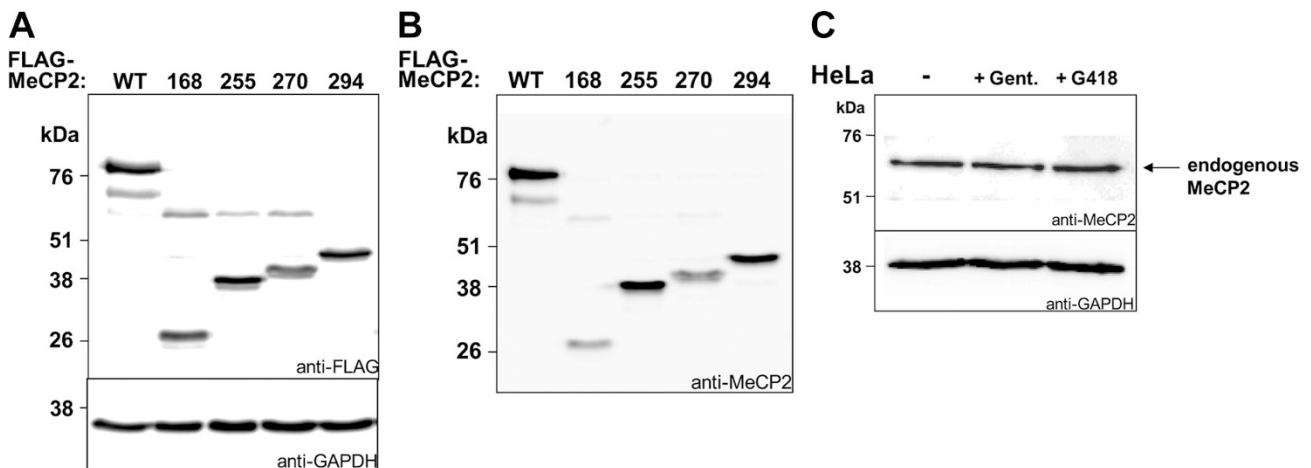 A
FLAG-
MeCP2: WT 168 255 270 294
kDa
76
51
38
26
anti-FLAG
38
anti-GAPDH
B
FLAG-
MeCP2: WT 168 255 270 294
kDa
76
51
38
26
anti-MeCP2
C
HeLa - + Gent. + G418
kDa
76
endogenous
MeCP2
51
anti-MeCP2
38
anti-GAPDH